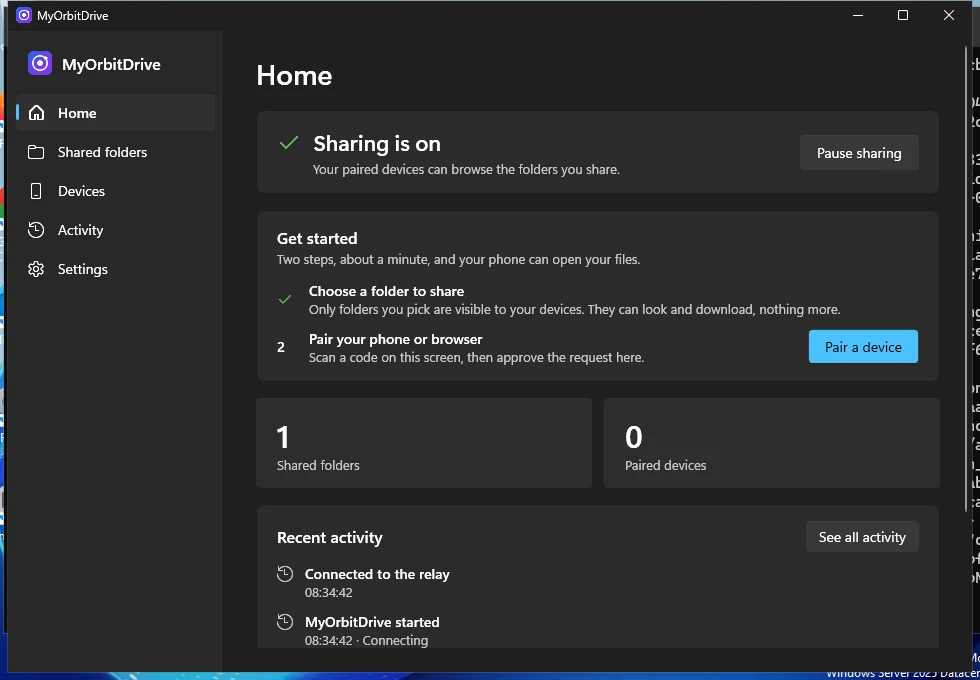 MyOrbitDrive
MyOrbitDrive
Home
Shared folders
Devices
Activity
Settings
Home
Sharing is on
Your paired devices can browse the folders you share.
Pause sharing
Get started
Two steps, about a minute, and your phone can open your files.
Choose a folder to share
Only folders you pick are visible to your devices. They can look and download, nothing more.
2
Pair your phone or browser
Scan a code on this screen, then approve the request here.
Pair a device
1
Shared folders
0
Paired devices
Recent activity
See all activity
Connected to the relay
08:34:42
MyOrbitDrive started
08:34:42 · Connecting
Windows Server 2025